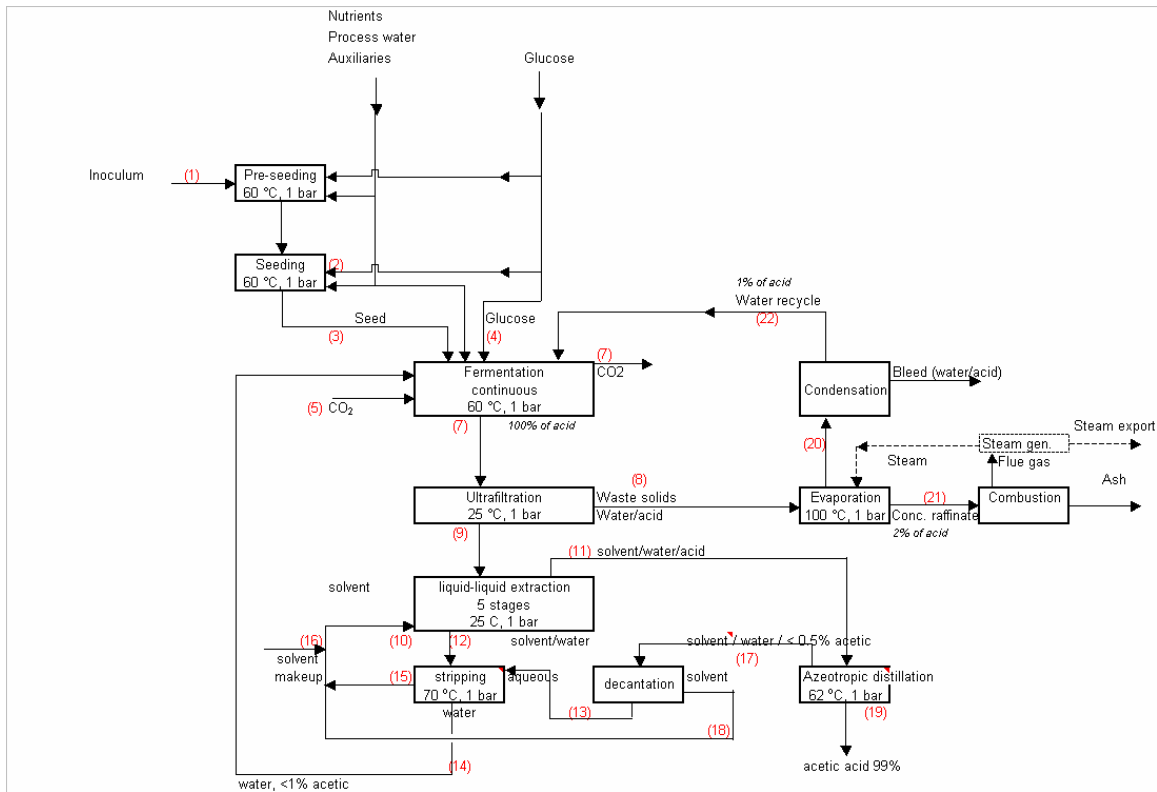 Nutrients
Process water
Auxiliaries
Glucose
Inoculum
(1)
Pre-seeding
60 °C, 1 bar
Seeding
60 °C, 1 bar
(2)
Seed
(3)
Glucose
(4)
1% of acid
Water recycle
(22)
(7)
CO2
Fermentation
continuous
60 °C, 1 bar
(5) CO₂
(7)
100% of acid
Condensation
Bleed (water/acid)
(20)
Steam gen.
Steam export
Steam
Flue gas
(8)
Waste solids
Water/acid
Ultrafiltration
25 °C, 1 bar
Evaporation
100 °C, 1 bar
(21)
Conc. raffinate
2% of acid
Combustion
Ash
(9)
(11) solvent/water/acid
solvent
liquid-liquid extraction
5 stages
25 C, 1 bar
(16)
solvent
makeup
(10)
(12)
solvent/water
solvent / water / < 0.5% acetic
(17)
(15)
stripping
70 °C, 1 bar
water
aqueous
decantation
solvent
Azeotropic distillation
62 °C, 1 bar
(19)
(13)
(18)
(14)
water, <1% acetic
acetic acid 99%